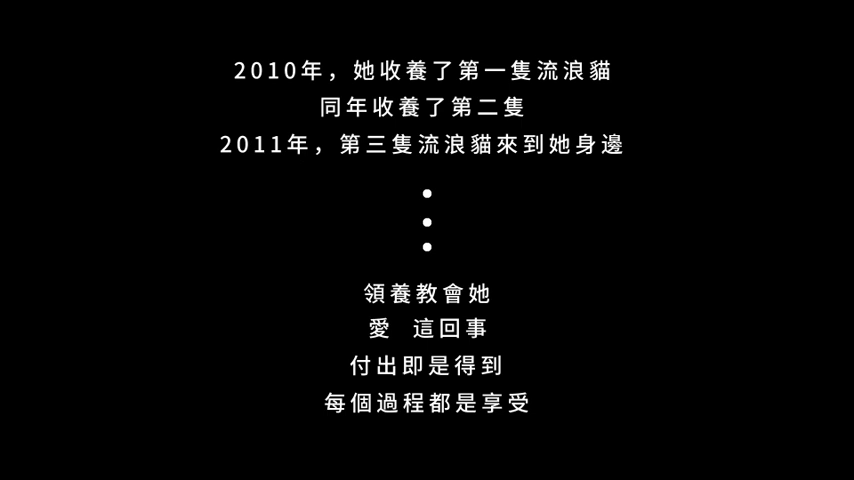 2010年，她收養了第一隻流浪貓
同年收養了第二隻
2011年，第三隻流浪貓來到她身邊
•
•
•
領養教會她
愛 這回事
付出即是得到
每個過程都是享受